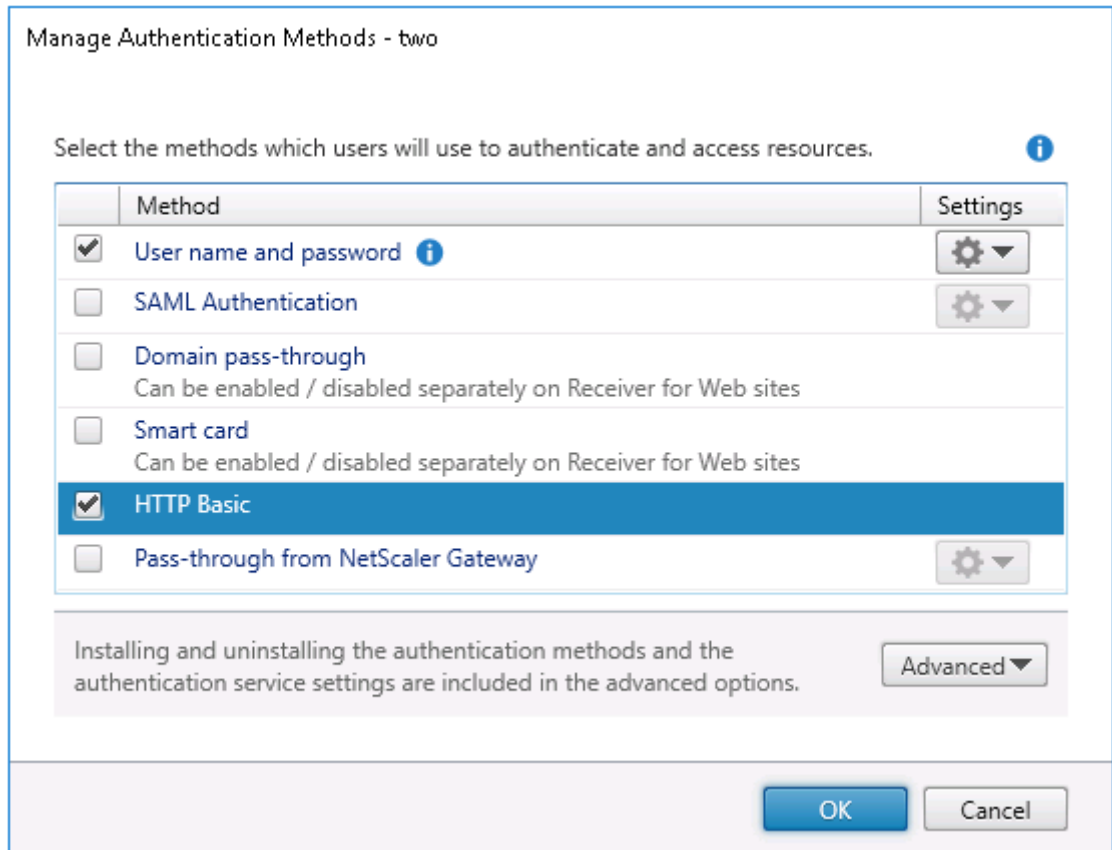 Manage Authentication Methods - two
Select the methods which users will use to authenticate and access resources.
Method Settings
User name and password
SAML Authentication
Domain pass-through
Can be enabled / disabled separately on Receiver for Web sites
Smart card
Can be enabled / disabled separately on Receiver for Web sites
HTTP Basic
Pass-through from NetScaler Gateway
Installing and uninstalling the authentication methods and the
authentication service settings are included in the advanced options.
Advanced
OK Cancel